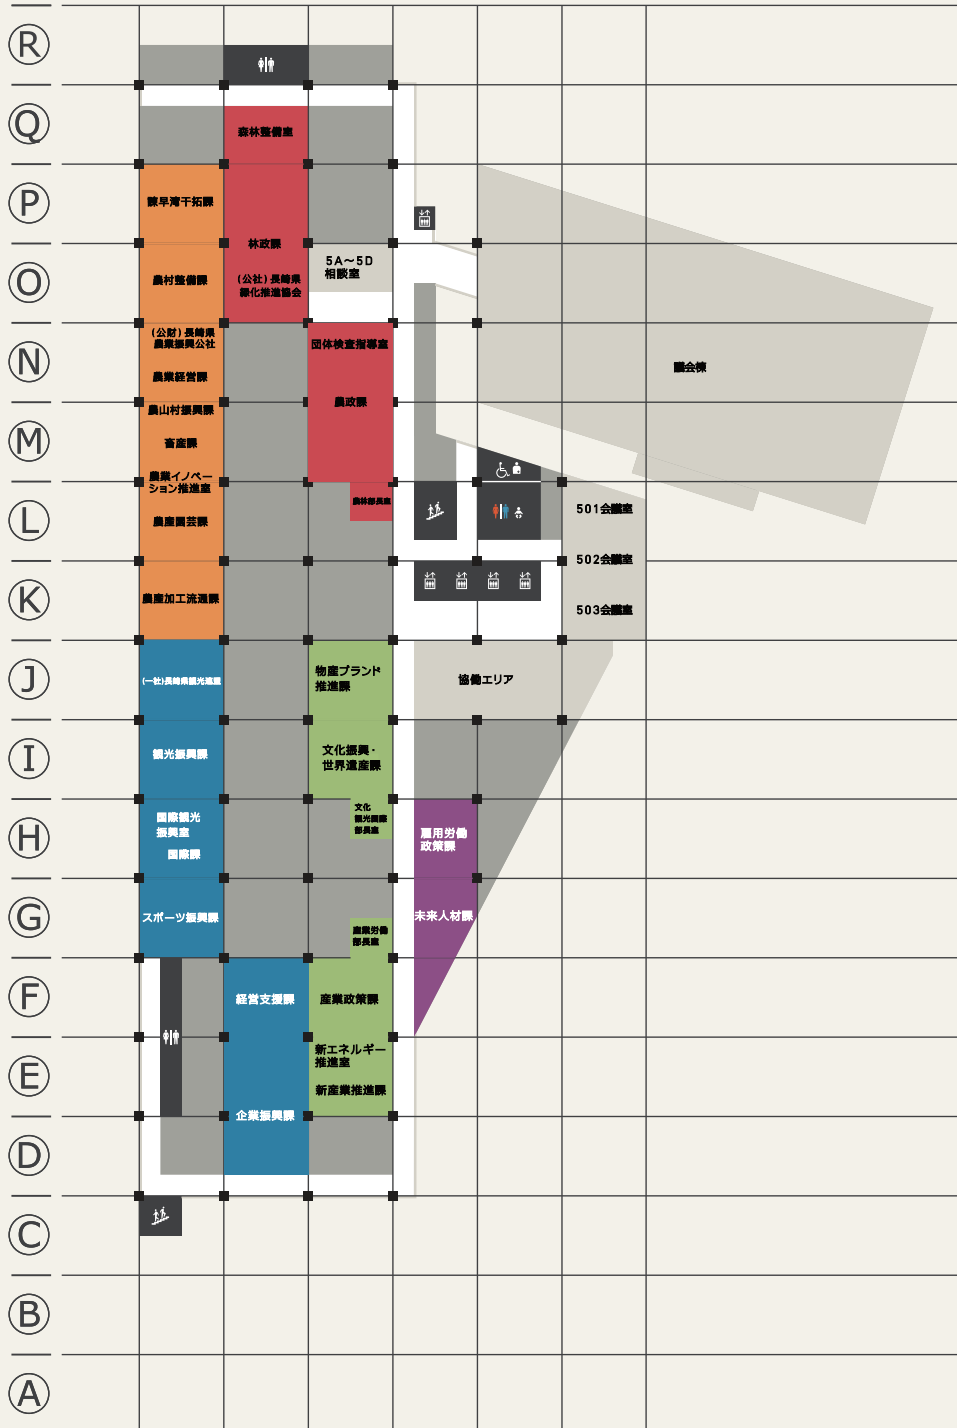 R
Q
森林整備室
P
諫早湾干拓課
林政課
5A～5D
相談室
O
農村整備課
(公社)長崎県
緑化推進協会
(公財)長崎県
農業振興公社
団体検査指導室
N
議会棟
農業経営課
農政課
農山村振興課
M
畜産課
農業イノベー
ション推進室
農林部長室
501会議室
L
農産園芸課
502会議室
K
農産加工流通課
503会議室
物産ブランド
推進課
J
(一社)長崎県観光連盟
協働エリア
文化振興・
世界遺産課
I
観光振興課
文化
観光国際
部長室
国際観光
振興室
H
雇用労働
政策課
国際課
G
スポーツ振興課
未来人材課
産業労働
部長室
F
経営支援課
産業政策課
新エネルギー
推進室
E
新産業推進課
企業振興課
D
C
B
A